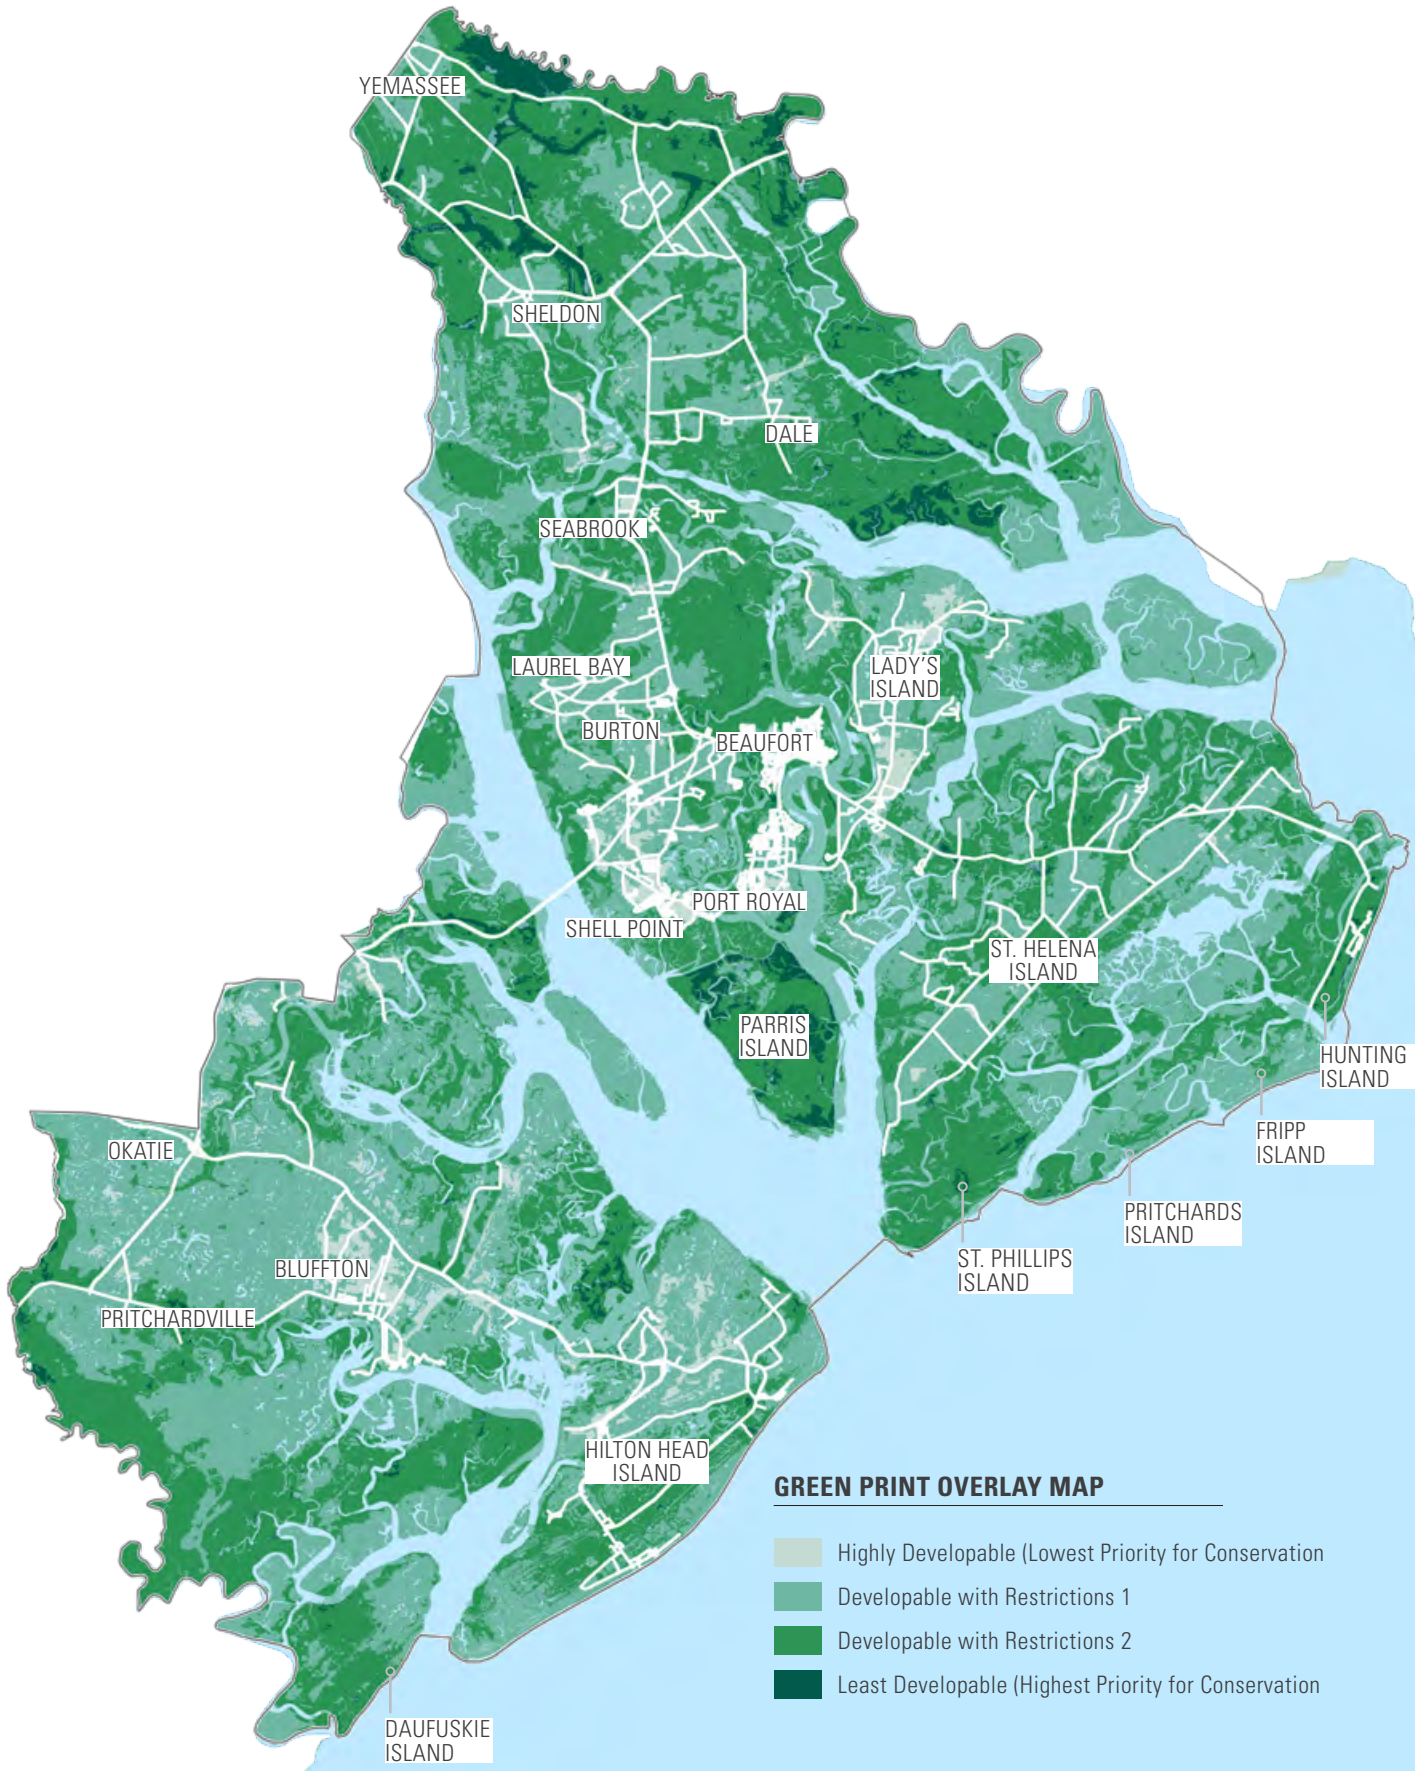 YEMASSEE
SHELDON
DALE
SEABROOK
LAUREL BAY
LADY'S
ISLAND
BURTON
BEAUFORT
PORT ROYAL
SHELL POINT
ST. HELENA
ISLAND
PARRIS
ISLAND
HUNTING
ISLAND
FRIPP
ISLAND
OKATIE
PRITCHARDS
ISLAND
ST. PHILLIPS
ISLAND
BLUFFTON
PRITCHARDVILLE
HILTON HEAD
ISLAND
GREEN PRINT OVERLAY MAP
Highly Developable (Lowest Priority for Conservation
Developable with Restrictions 1
Developable with Restrictions 2
Least Developable (Highest Priority for Conservation
DAUFUSKIE
ISLAND